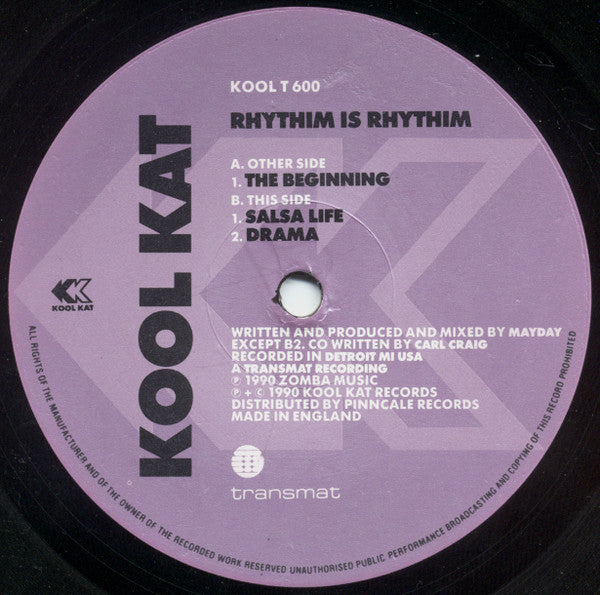 KOOL T 600
RHYTHIM IS RHYTHIM
A. OTHER SIDE
1. THE BEGINNING
B. THIS SIDE
1. SALSA LIFE
2. DRAMA
KOOL KAT
KK
KOOL KAT
WRITTEN AND PRODUCED AND MIXED BY MAYDAY
EXCEPT B2. CO WRITTEN BY CARL CRAIG
RECORDED IN DETROIT MI USA
A TRANSMAT RECORDING
℗ 1990 ZOMBA MUSIC
℗ + © 1990 KOOL KAT RECORDS
DISTRIBUTED BY PINNCALE RECORDS
MADE IN ENGLAND
transmat
ALL RIGHTS OF THE MANUFACTURER AND OF THE OWNER OF THE RECORDED WORK RESERVED UNAUTHORISED PUBLIC PERFORMANCE BROADCASTING AND COPYING OF THIS RECORD PROHIBITED